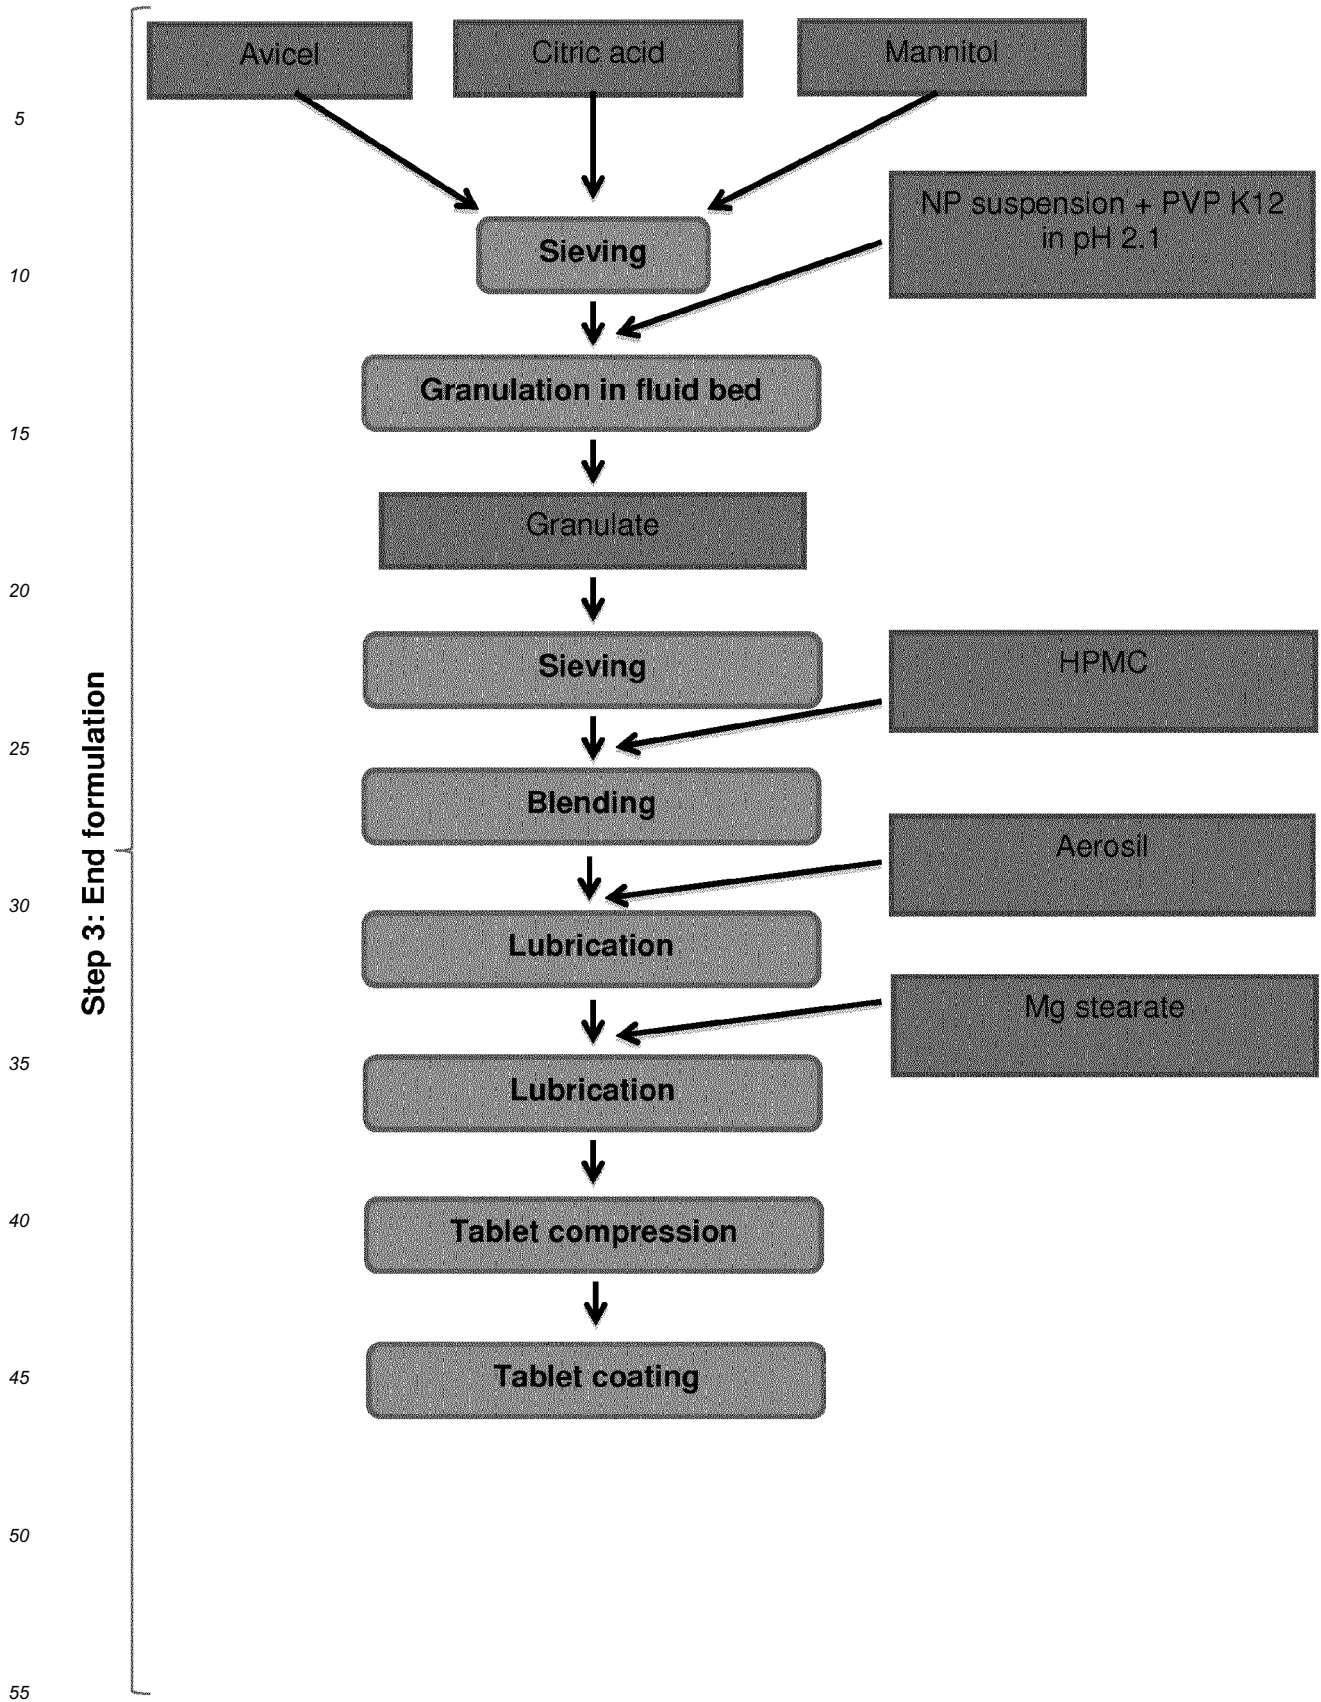 Avicel
Citric acid
Mannitol
5
NP suspension + PVP K12
in pH 2.1
Sieving
10
Granulation in fluid bed
15
Granulate
20
Sieving
HPMC
Step 3: End formulation
25
Blending
Aerosil
30
Lubrication
Mg stearate
35
Lubrication
40
Tablet compression
45
Tablet coating
50
55